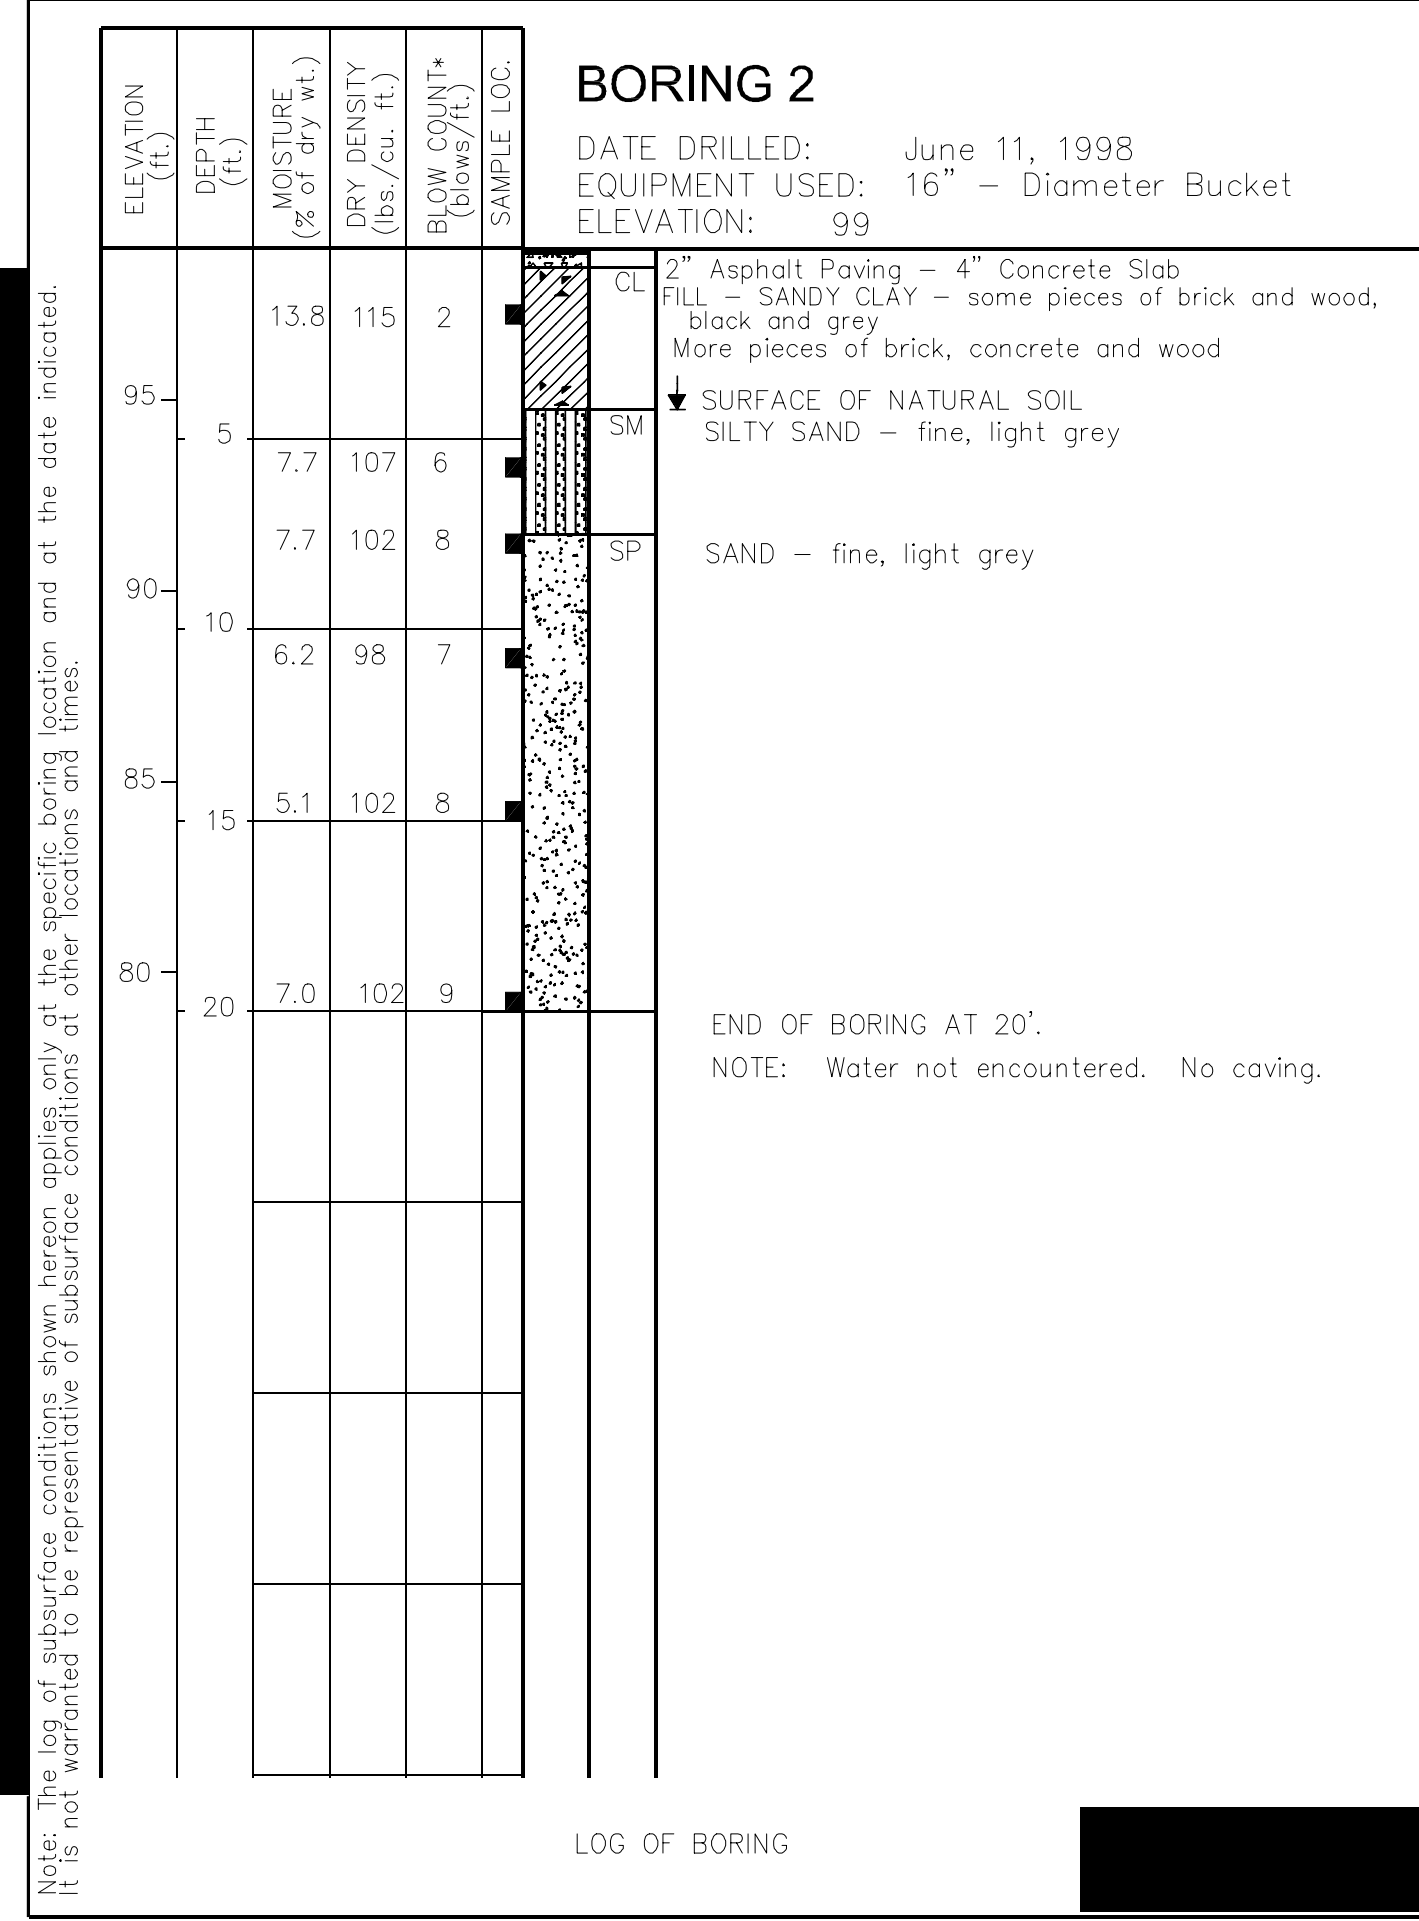 ELEVATION
(ft.)
DEPTH
(ft.)
MOISTURE
(% of dry wt.)
DRY DENSITY
(lbs./cu. ft.)
BLOW COUNT*
(blows/ft.)
SAMPLE LOC.
BORING 2
DATE DRILLED: June 11, 1998
EQUIPMENT USED: 16" – Diameter Bucket
ELEVATION: 99
2" Asphalt Paving – 4" Concrete Slab
CL FILL – SANDY CLAY – some pieces of brick and wood,
black and grey
13.8 115 2
More pieces of brick, concrete and wood
95 SURFACE OF NATURAL SOIL
5 SM SILTY SAND – fine, light grey
7.7 107 6
7.7 102 8 SP SAND – fine, light grey
90
10
6.2 98 7
85
5.1 102 8
15
80
7.0 102 9
20
END OF BORING AT 20'.
NOTE: Water not encountered. No caving.
Note: The log of subsurface conditions shown hereon applies only at the specific boring location and at the date indicated.
It is not warranted to be representative of subsurface conditions at other locations and times.
LOG OF BORING